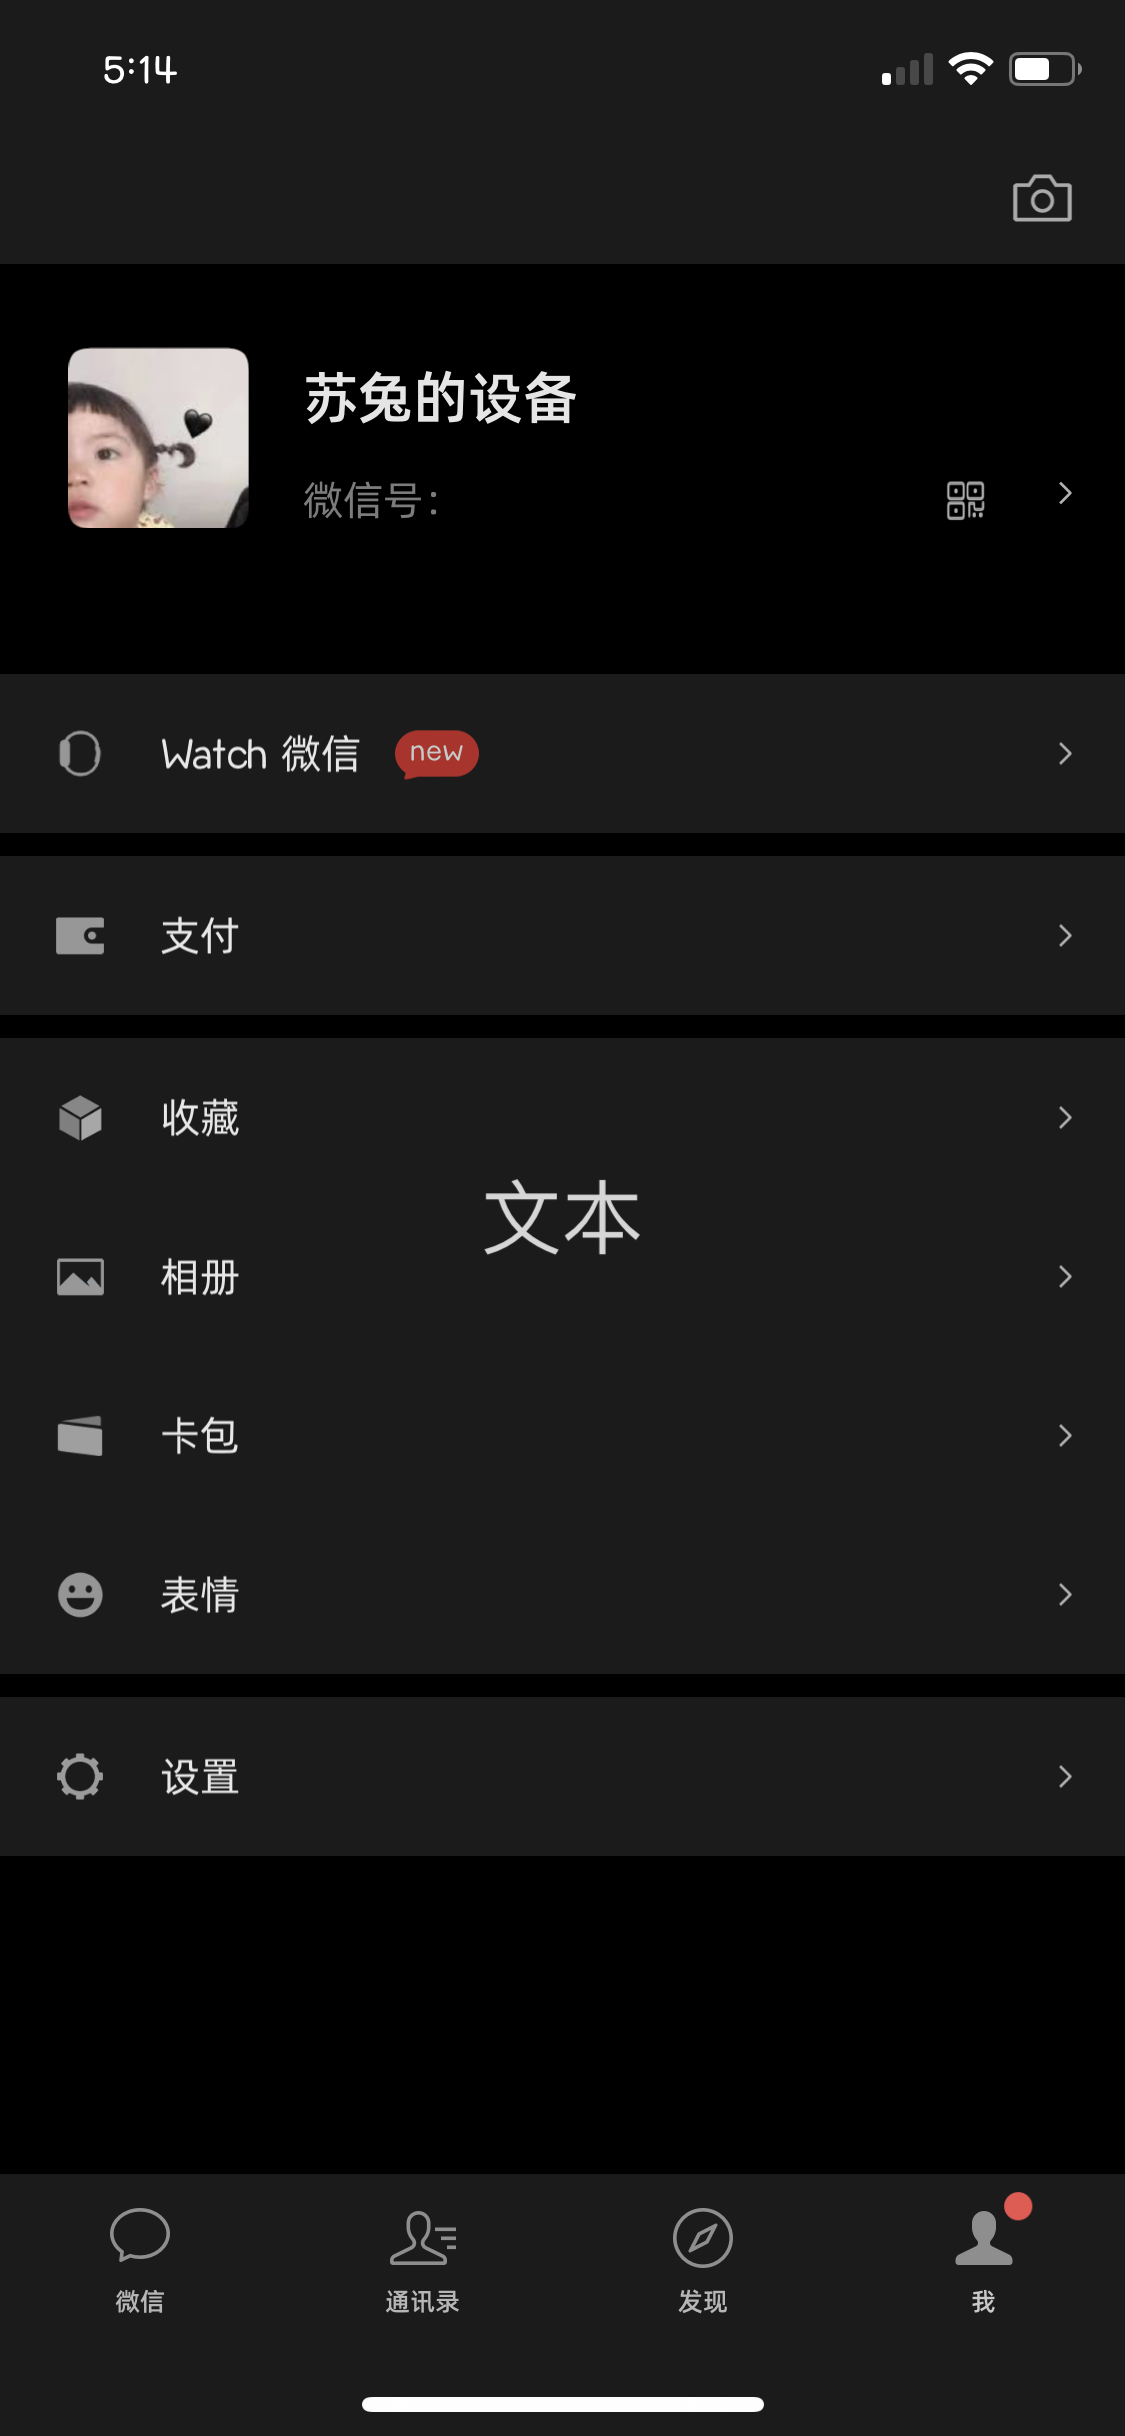 5:14
苏兔的设备
微信号:
Watch 微信 new
支付
收藏
文本
相册
卡包
表情
设置
微信 通讯录 发现 我